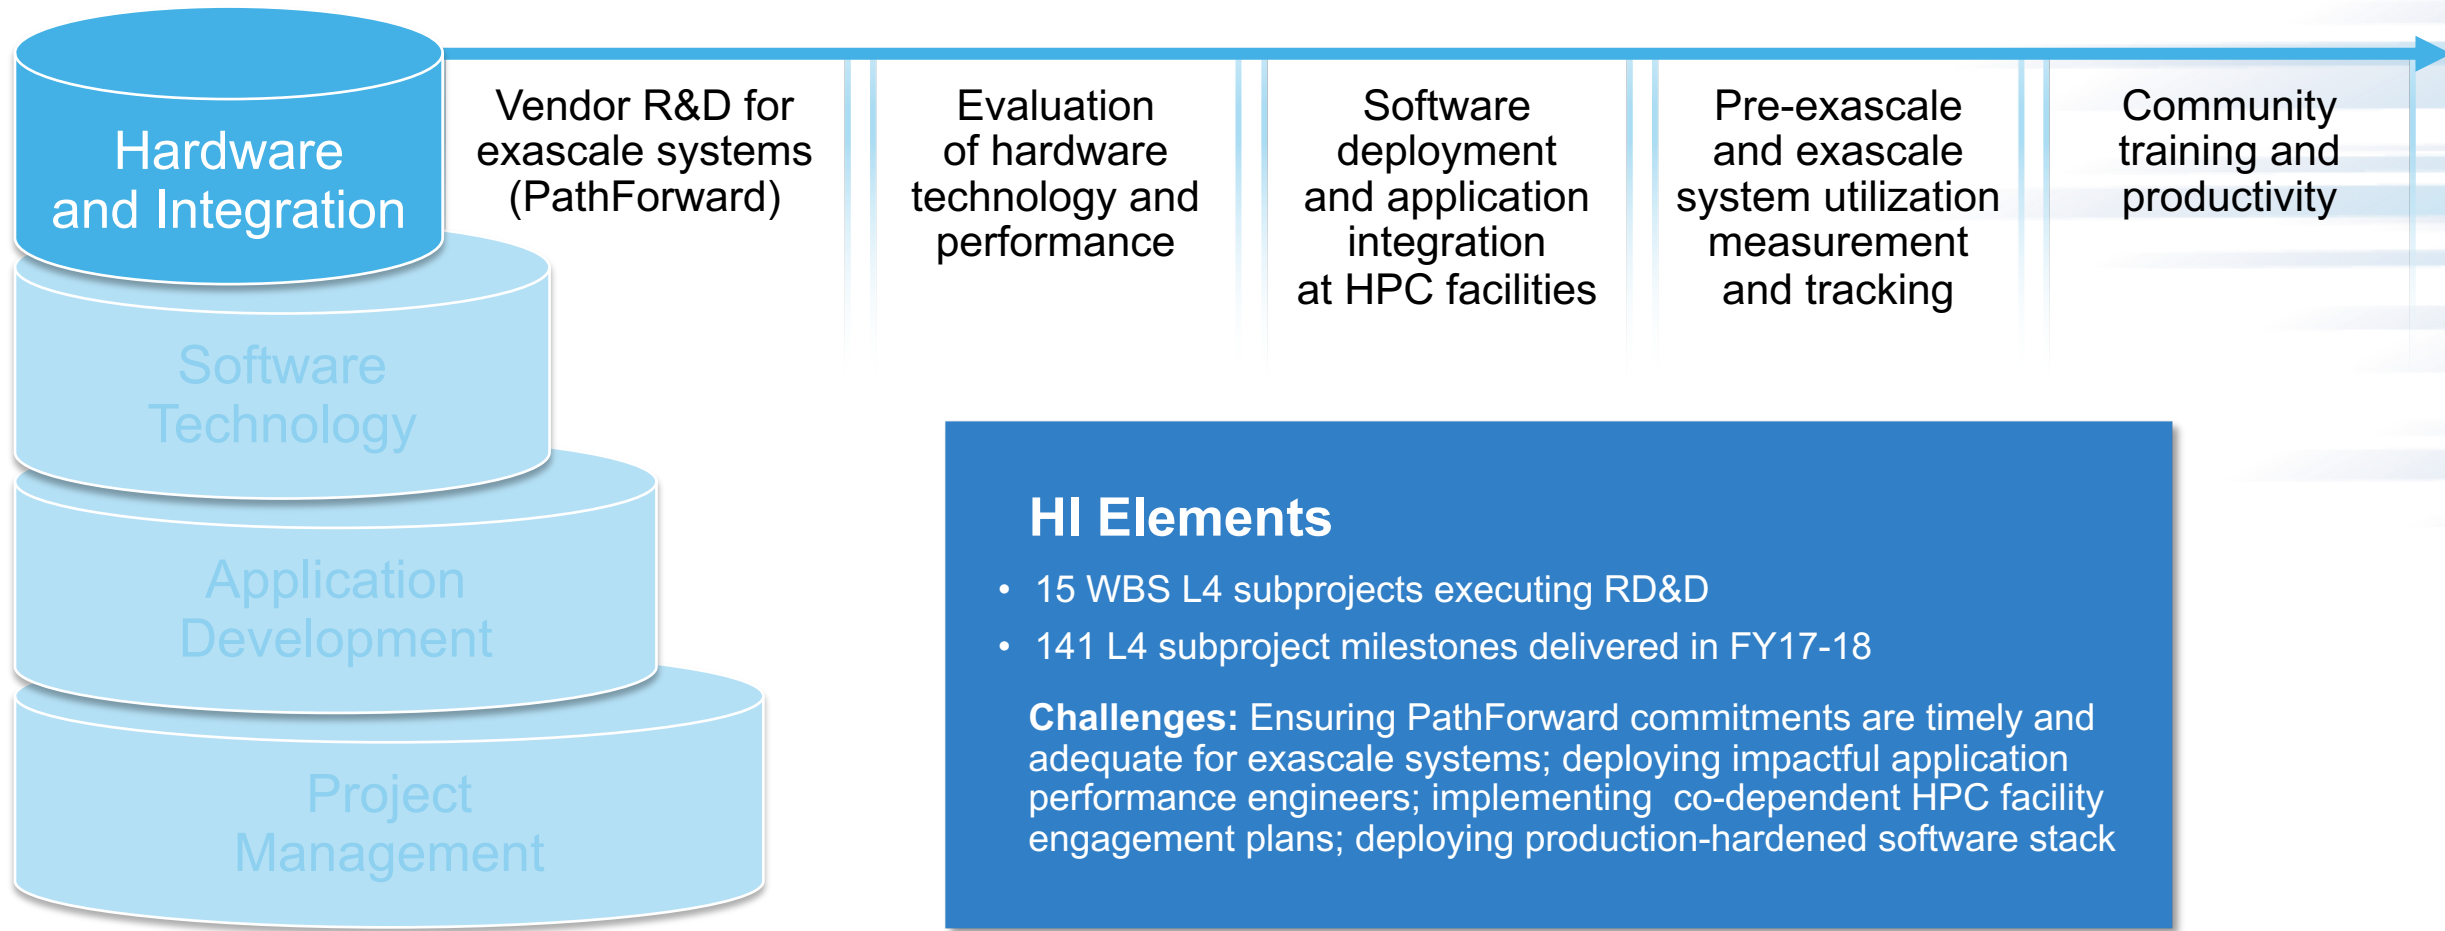 Hardware
and Integration
Vendor R&D for
exascale systems
(PathForward)
Evaluation
of hardware
technology and
performance
Software
deployment
and application
integration
at HPC facilities
Pre-exascale
and exascale
system utilization
measurement
and tracking
Community
training and
productivity
Software
Technology
Application
Development
Project
Management
HI Elements
• 15 WBS L4 subprojects executing RD&D
• 141 L4 subproject milestones delivered in FY17-18
Challenges: Ensuring PathForward commitments are timely and
adequate for exascale systems; deploying impactful application
performance engineers; implementing  co-dependent HPC facility
engagement plans; deploying production-hardened software stack